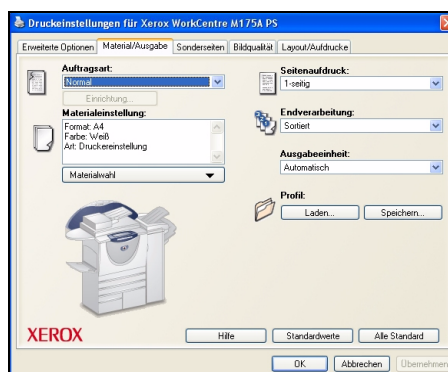 Druckeinstellungen für Xerox WorkCentre M175A PS
Erweiterte Optionen
Material/Ausgabe
Sonderseiten
Bildqualität
Layout/Aufdrucke
Auftragsart:
Normal
Einrichtung...
Materialeinstellung:
Format: A4
Farbe: Weiß
Art: Druckereinstellung
Materialwahl
Seitenaufdruck:
1-seitig
Endverarbeitung:
Sortiert
Ausgabeeinheit:
Automatisch
Profil:
Laden...
Speichern...
XEROX
Hilfe
Standardwerte
Alle Standard
OK
Abbrechen
Übernehmen